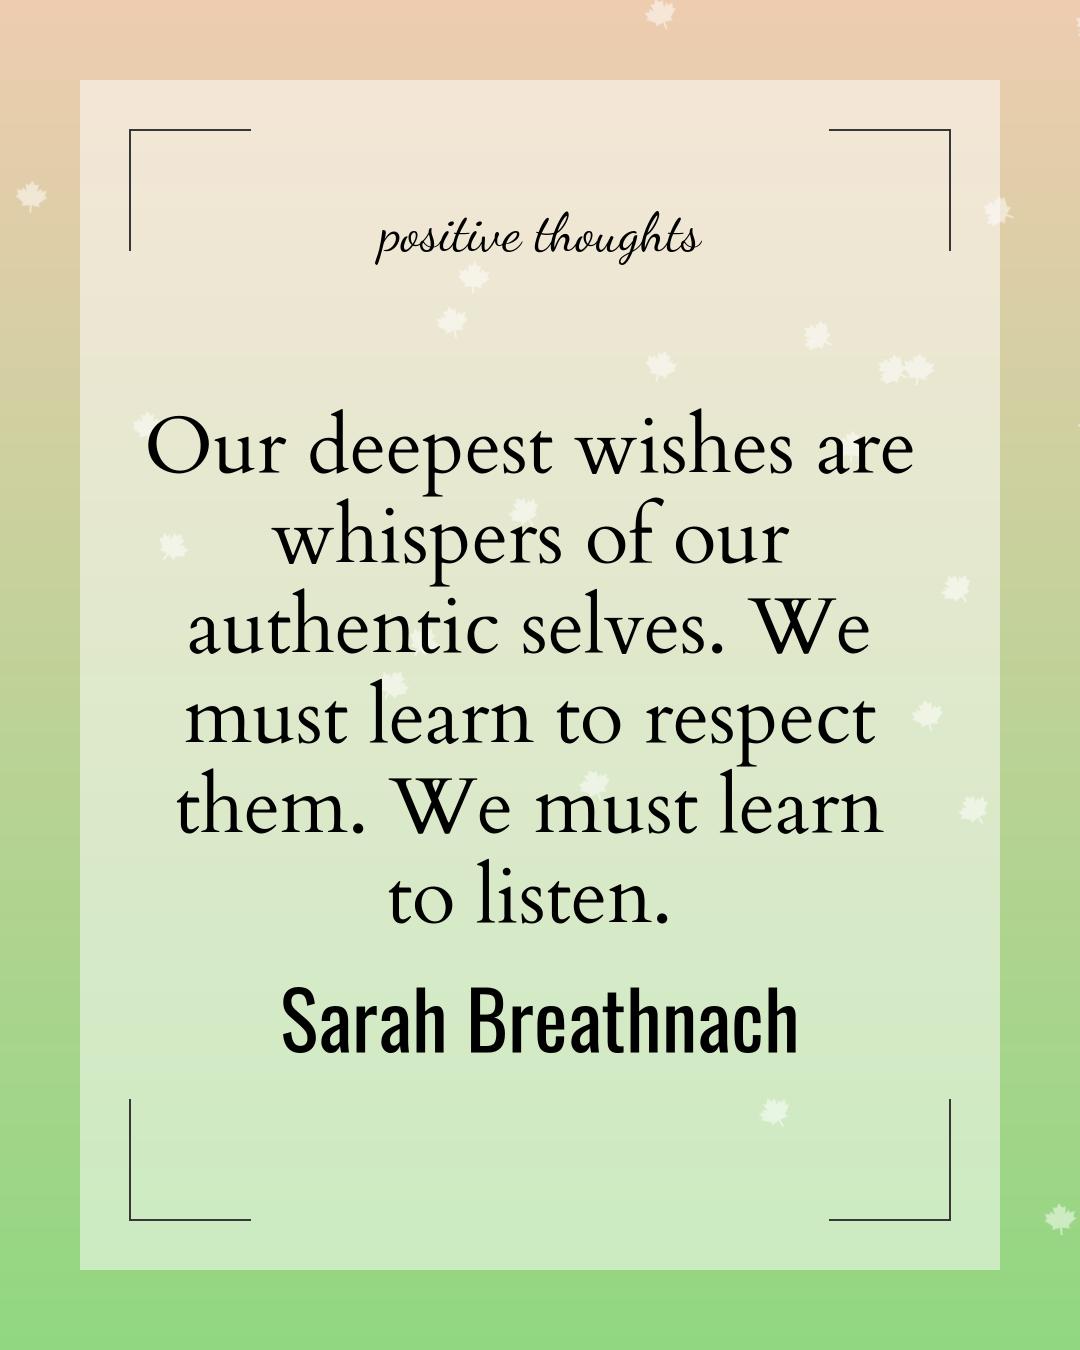 positive thoughts
Our deepest wishes are
whispers of our
authentic selves. We
must learn to respect
them. We must learn
to listen.
Sarah Breathnach